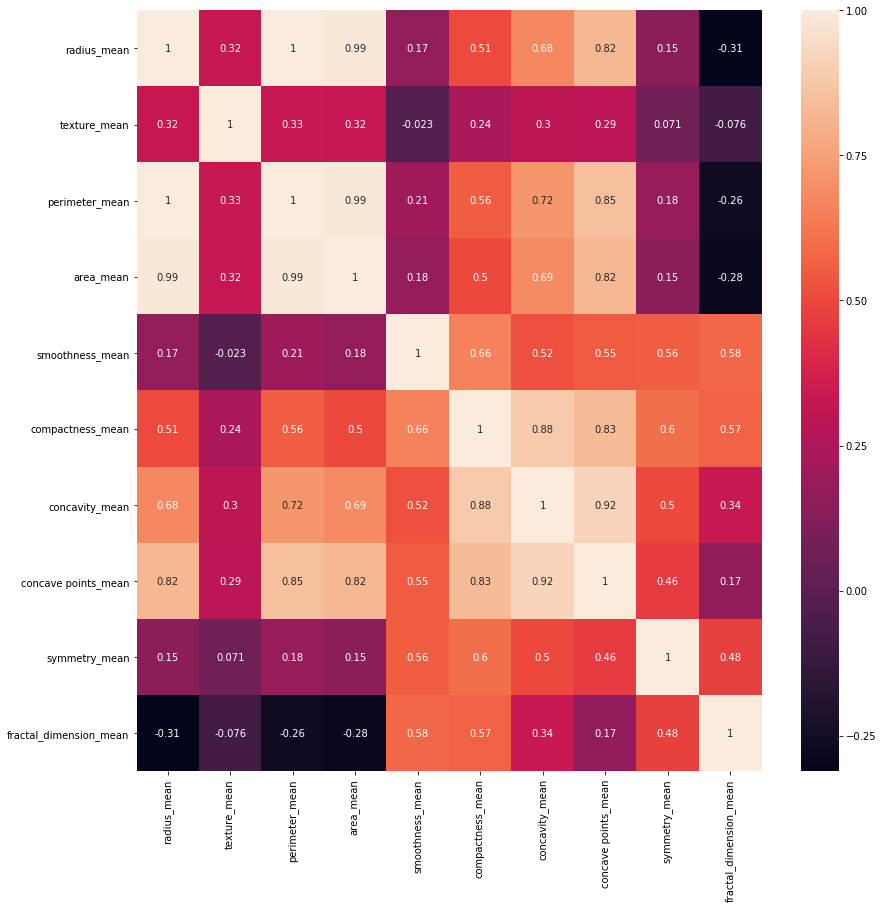 radius_mean 1 0.32 1 0.99 0.17 0.51 0.68 0.82 0.15 -0.31
texture_mean 0.32 1 0.33 0.32 -0.023 0.24 0.3 0.29 0.071 -0.076
perimeter_mean 1 0.33 1 0.99 0.21 0.56 0.72 0.85 0.18 -0.26
area_mean 0.99 0.32 0.99 1 0.18 0.5 0.69 0.82 0.15 -0.28
smoothness_mean 0.17 -0.023 0.21 0.18 1 0.66 0.52 0.55 0.56 0.58
compactness_mean 0.51 0.24 0.56 0.5 0.66 1 0.88 0.83 0.6 0.57
concavity_mean 0.68 0.3 0.72 0.69 0.52 0.88 1 0.92 0.5 0.34
concave points_mean 0.82 0.29 0.85 0.82 0.55 0.83 0.92 1 0.46 0.17
symmetry_mean 0.15 0.071 0.18 0.15 0.56 0.6 0.5 0.46 1 0.48
fractal_dimension_mean -0.31 -0.076 -0.26 -0.28 0.58 0.57 0.34 0.17 0.48 1
radius_mean
texture_mean
perimeter_mean
area_mean
smoothness_mean
compactness_mean
concavity_mean
concave points_mean
symmetry_mean
fractal_dimension_mean
1.00
0.75
0.50
0.25
0.00
−0.25